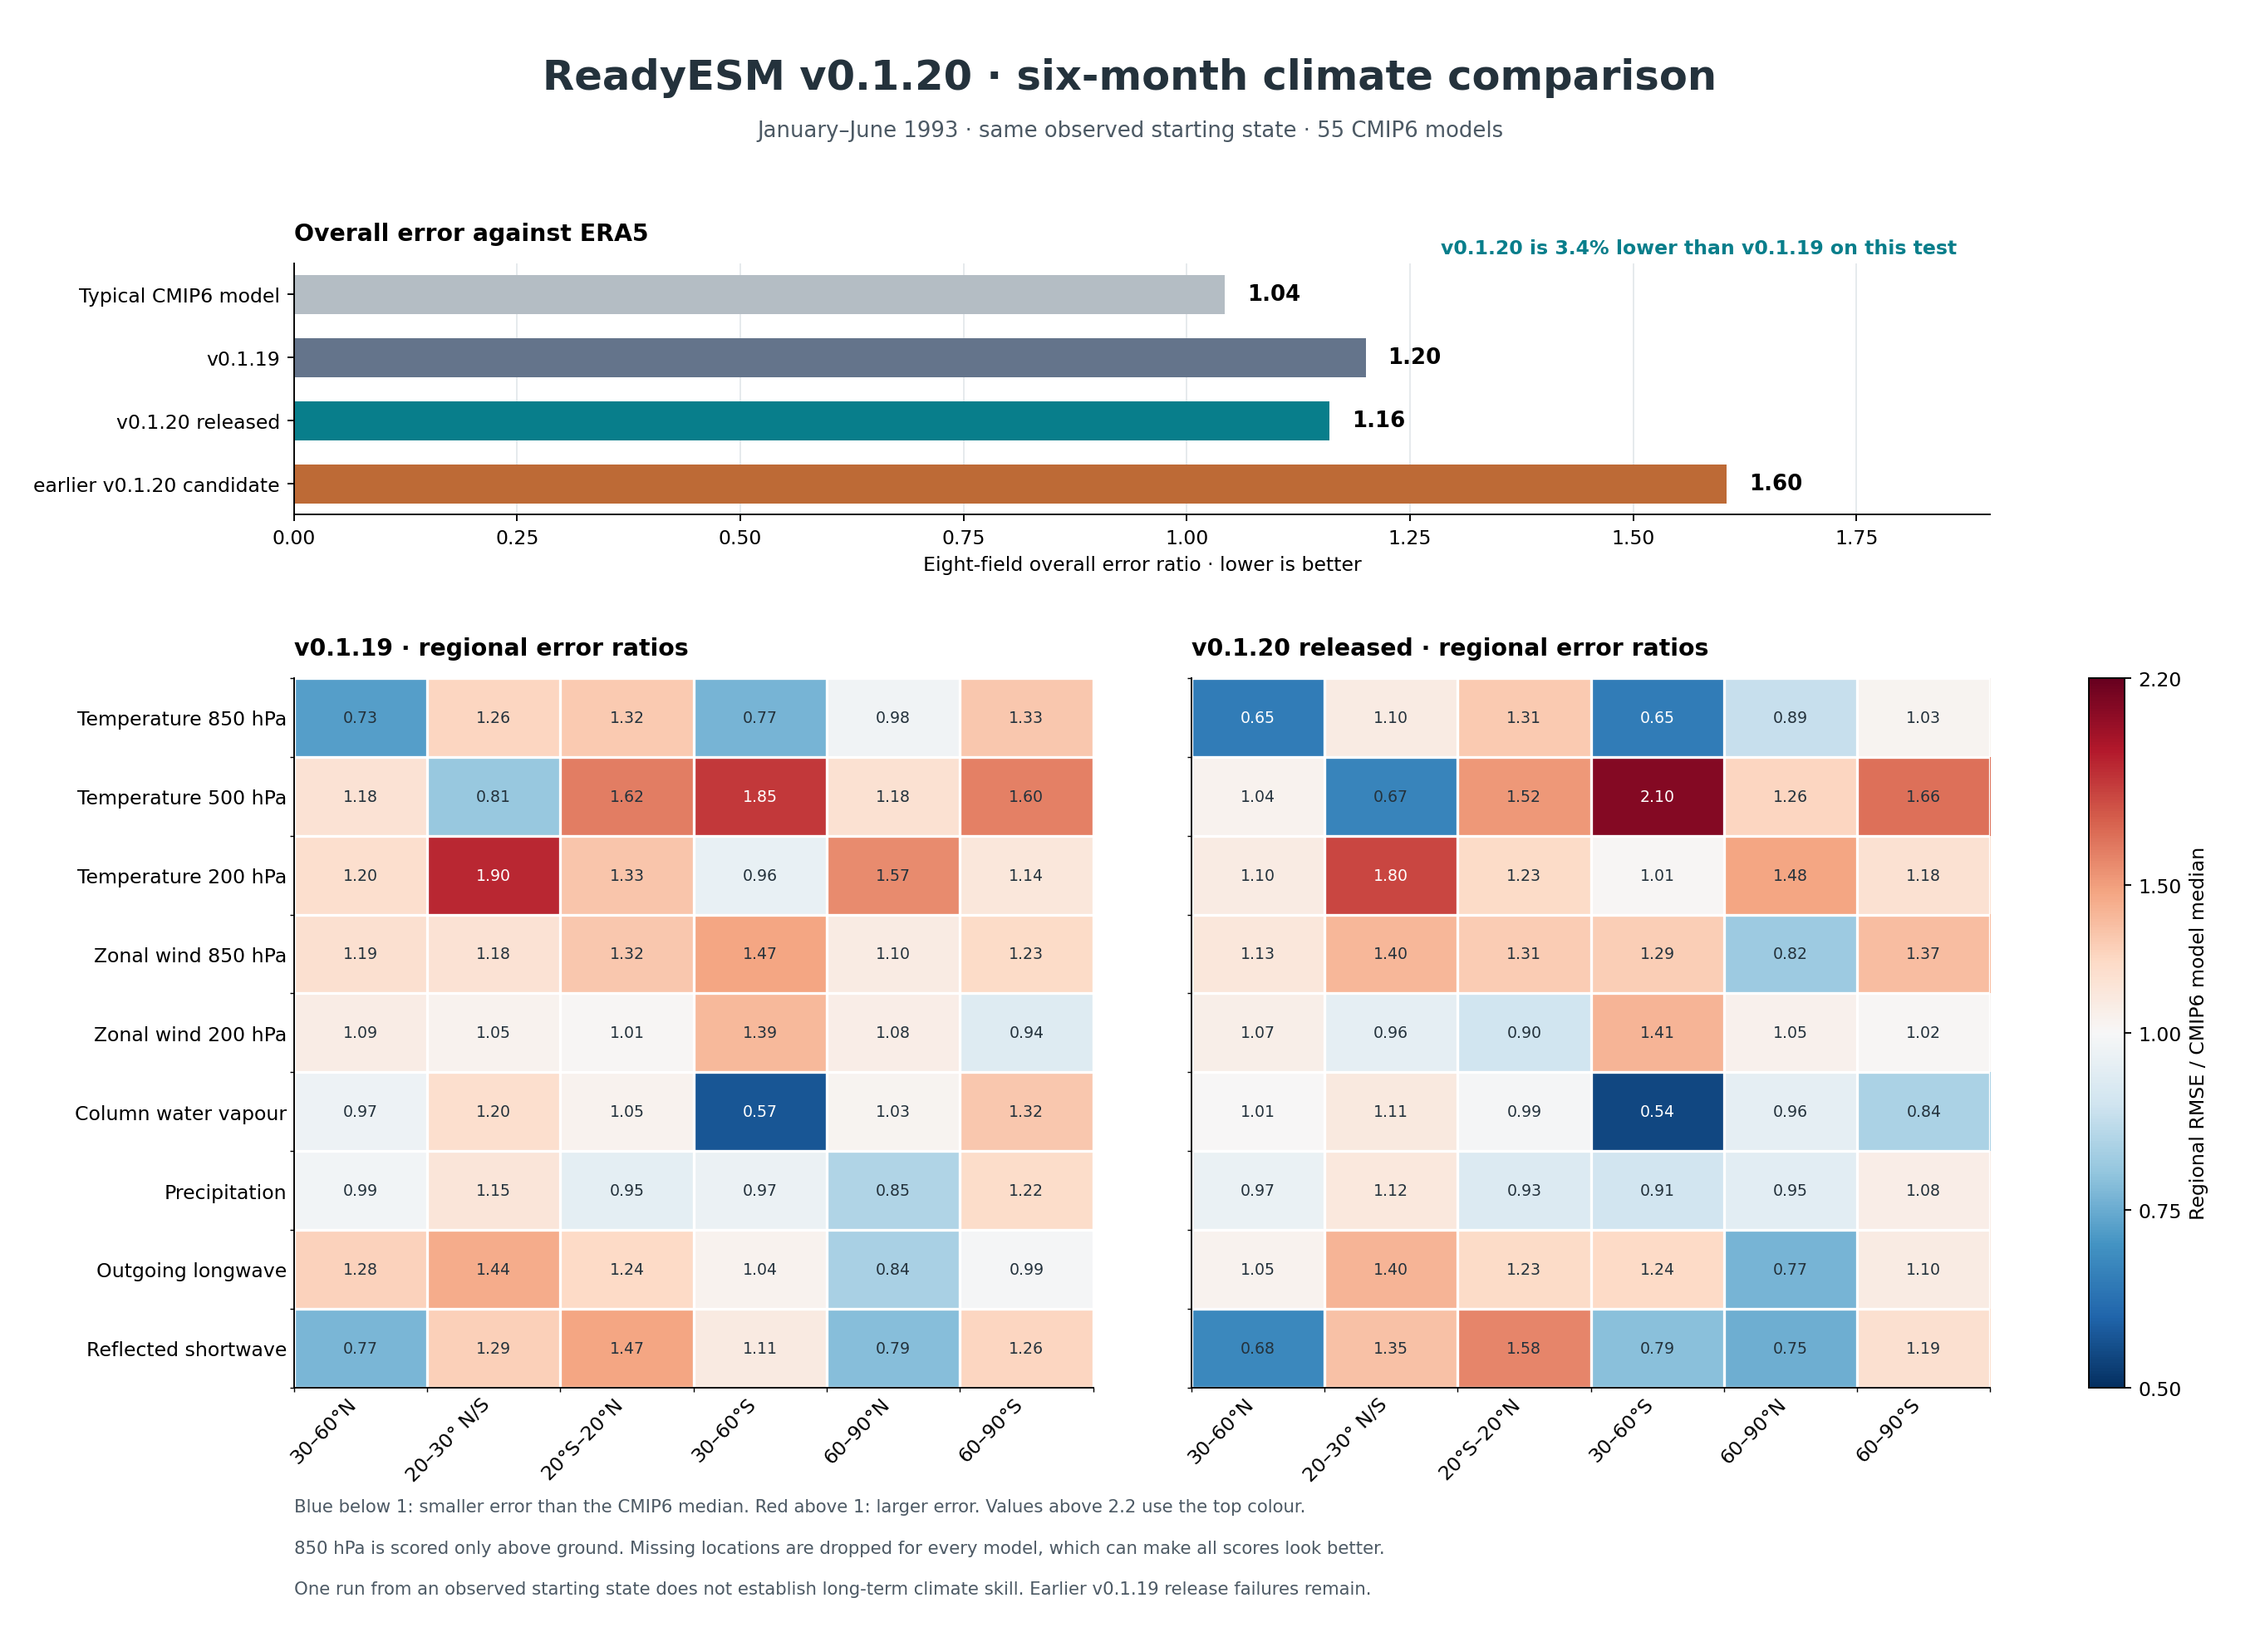 ReadyESM v0.1.20 · six-month climate comparison
January–June 1993 · same observed starting state · 55 CMIP6 models
Overall error against ERA5
v0.1.20 is 3.4% lower than v0.1.19 on this test
Typical CMIP6 model 1.04
v0.1.19 1.20
v0.1.20 released 1.16
earlier v0.1.20 candidate 1.60
0.00 0.25 0.50 0.75 1.00 1.25 1.50 1.75
Eight-field overall error ratio · lower is better
v0.1.19 · regional error ratios
Temperature 850 hPa 0.73 1.26 1.32 0.77 0.98 1.33
Temperature 500 hPa 1.18 0.81 1.62 1.85 1.18 1.60
Temperature 200 hPa 1.20 1.90 1.33 0.96 1.57 1.14
Zonal wind 850 hPa 1.19 1.18 1.32 1.47 1.10 1.23
Zonal wind 200 hPa 1.09 1.05 1.01 1.39 1.08 0.94
Column water vapour 0.97 1.20 1.05 0.57 1.03 1.32
Precipitation 0.99 1.15 0.95 0.97 0.85 1.22
Outgoing longwave 1.28 1.44 1.24 1.04 0.84 0.99
Reflected shortwave 0.77 1.29 1.47 1.11 0.79 1.26
30–60°N 20–30° N/S 20°S–20°N 30–60°S 60–90°N 60–90°S
v0.1.20 released · regional error ratios
0.65 1.10 1.31 0.65 0.89 1.03
1.04 0.67 1.52 2.10 1.26 1.66
1.10 1.80 1.23 1.01 1.48 1.18
1.13 1.40 1.31 1.29 0.82 1.37
1.07 0.96 0.90 1.41 1.05 1.02
1.01 1.11 0.99 0.54 0.96 0.84
0.97 1.12 0.93 0.91 0.95 1.08
1.05 1.40 1.23 1.24 0.77 1.10
0.68 1.35 1.58 0.79 0.75 1.19
30–60°N 20–30° N/S 20°S–20°N 30–60°S 60–90°N 60–90°S
2.20
1.50
1.00
0.75
0.50
Regional RMSE / CMIP6 model median
Blue below 1: smaller error than the CMIP6 median. Red above 1: larger error. Values above 2.2 use the top colour.
850 hPa is scored only above ground. Missing locations are dropped for every model, which can make all scores look better.
One run from an observed starting state does not establish long-term climate skill. Earlier v0.1.19 release failures remain.